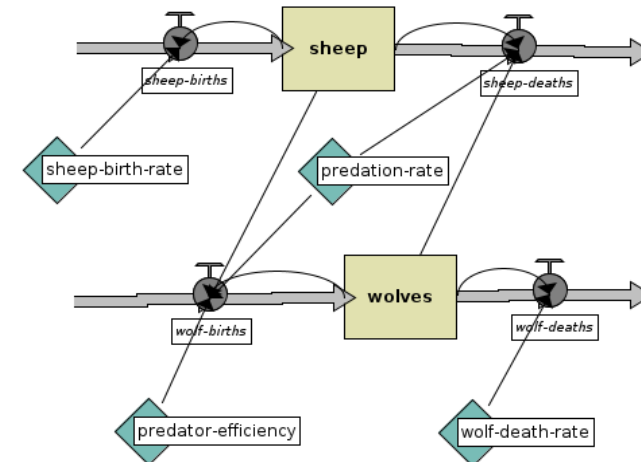 sheep
sheep-births
sheep-deaths
sheep-birth-rate
predation-rate
wolves
wolf-births
wolf-deaths
predator-efficiency
wolf-death-rate